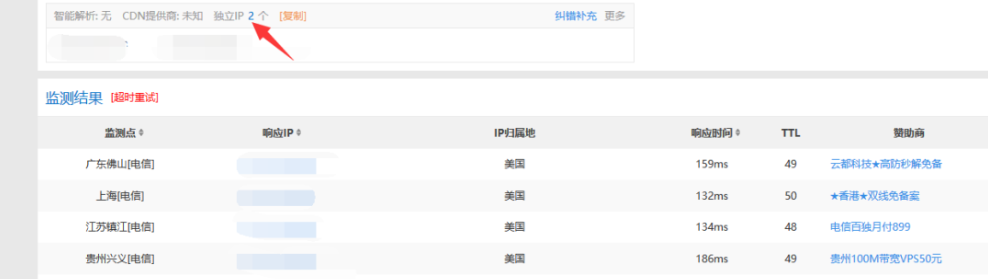 智能解析: 无 CDN提供商: 未知 独立IP 2 个 [复制] 纠错补充 更多
监测结果 [超时重试]
监测点 响应IP IP归属地 响应时间 TTL 赞助商
广东佛山[电信] 美国 159ms 49 云都科技★高防秒解免备
上海[电信] 美国 132ms 50 ★香港★双线免备案
江苏镇江[电信] 美国 134ms 48 电信百独月付899
贵州兴义[电信] 美国 186ms 49 贵州100M带宽VPS50元